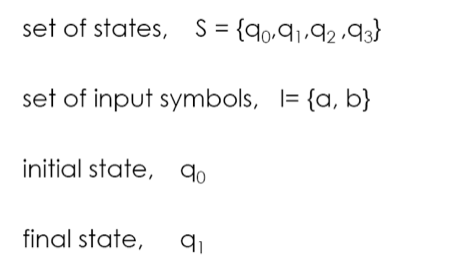 set of states, S = {q₀,q₁,q₂,q₃}
set of input symbols, I= {a, b}
initial state, q₀
final state, q₁